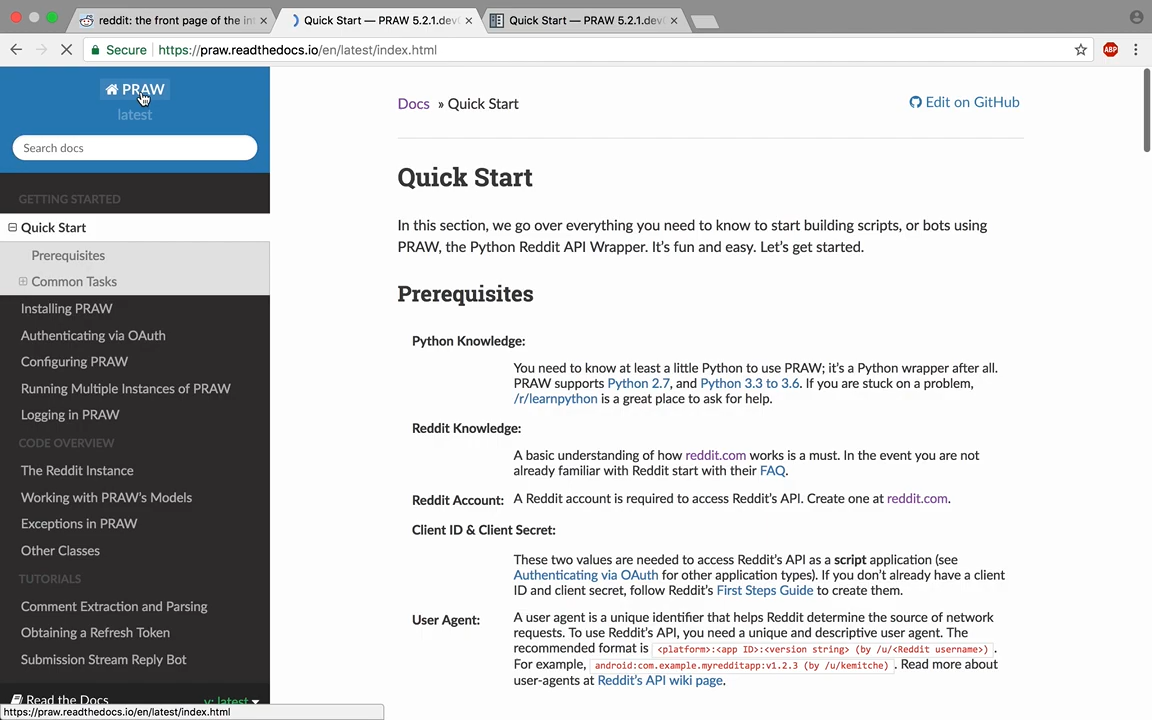 reddit: the front page of the in
Quick Start — PRAW 5.2.1.dev
Quick Start — PRAW 5.2.1.dev
Secure
https://praw.readthedocs.io/en/latest/index.html
ABP
PRAW
latest
Search docs
GETTING STARTED
Quick Start
Prerequisites
Common Tasks
Installing PRAW
Authenticating via OAuth
Configuring PRAW
Running Multiple Instances of PRAW
Logging in PRAW
CODE OVERVIEW
The Reddit Instance
Working with PRAW's Models
Exceptions in PRAW
Other Classes
TUTORIALS
Comment Extraction and Parsing
Obtaining a Refresh Token
Submission Stream Reply Bot
Read the Docs
v: latest
https://praw.readthedocs.io/en/latest/index.html
Docs » Quick Start
Edit on GitHub
Quick Start
In this section, we go over everything you need to know to start building scripts, or bots using
PRAW, the Python Reddit API Wrapper. It's fun and easy. Let's get started.
Prerequisites
Python Knowledge:
You need to know at least a little Python to use PRAW; it's a Python wrapper after all.
PRAW supports Python 2.7, and Python 3.3 to 3.6. If you are stuck on a problem,
/r/learnpython is a great place to ask for help.
Reddit Knowledge:
A basic understanding of how reddit.com works is a must. In the event you are not
already familiar with Reddit start with their FAQ.
Reddit Account: A Reddit account is required to access Reddit's API. Create one at reddit.com.
Client ID & Client Secret:
These two values are needed to access Reddit's API as a script application (see
Authenticating via OAuth for other application types). If you don't already have a client
ID and client secret, follow Reddit's First Steps Guide to create them.
User Agent: A user agent is a unique identifier that helps Reddit determine the source of network
requests. To use Reddit's API, you need a unique and descriptive user agent. The
recommended format is <platform>:<app ID>:<version string> (by /u/<Reddit username>) .
For example, android:com.example.myredditapp:v1.2.3 (by /u/kemitche) . Read more about
user-agents at Reddit's API wiki page.